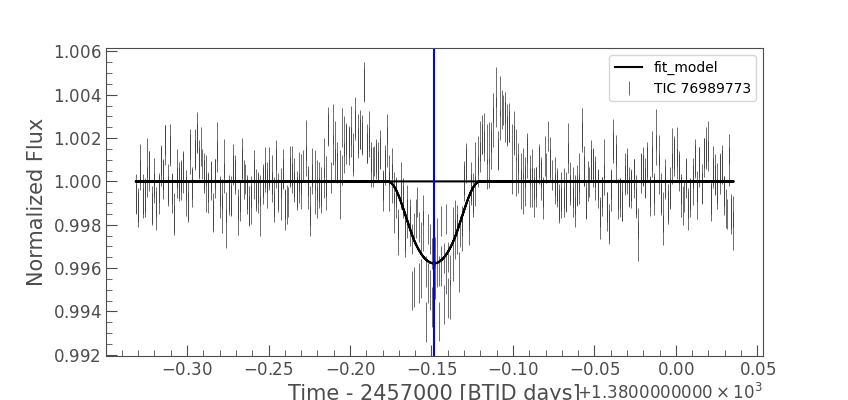 1.006
1.004
1.002
1.000
0.998
0.996
0.994
0.992
Normalized Flux
fit_model
TIC 76989773
−0.30 −0.25 −0.20 −0.15 −0.10 −0.05 0.00 0.05
Time - 2457000 [BTJD days]
+1.3800000000 × 10³